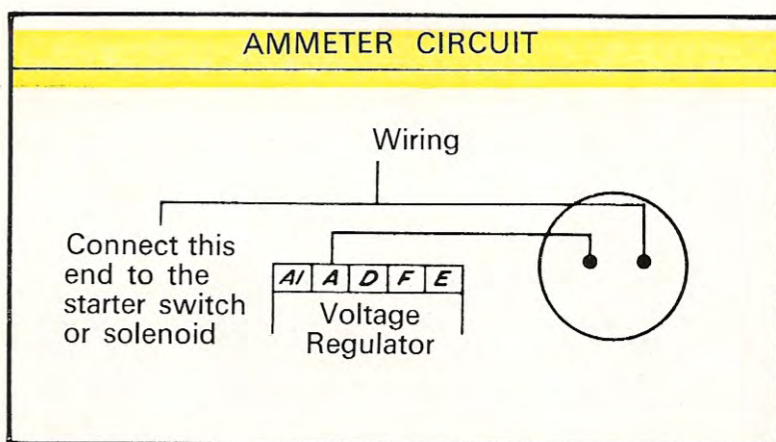 AMMETER CIRCUIT
Wiring
Connect this
end to the
starter switch
or solenoid
A1 A D F E
Voltage
Regulator